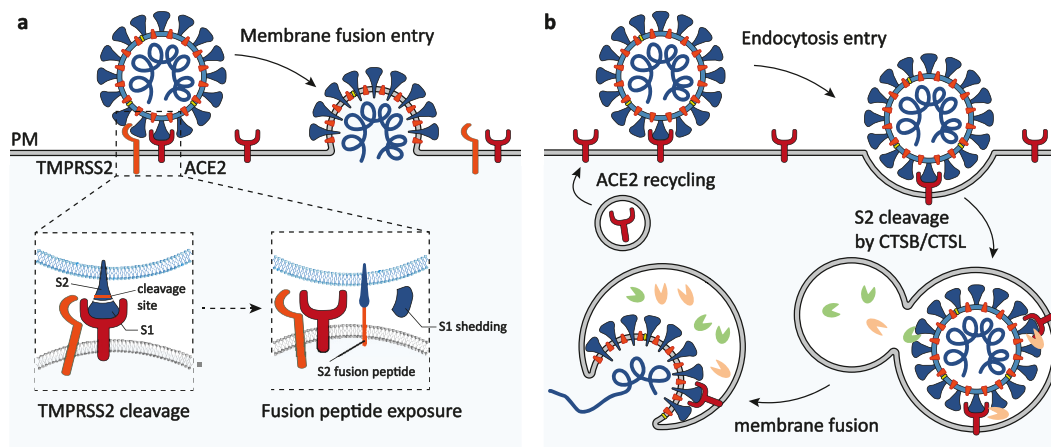 a
Membrane fusion entry
PM
TMPRSS2
ACE2
S2
cleavage
site
S1
S1 shedding
S2 fusion peptide
TMPRSS2 cleavage
Fusion peptide exposure
b
Endocytosis entry
ACE2 recycling
S2 cleavage
by CTSB/CTSL
membrane fusion